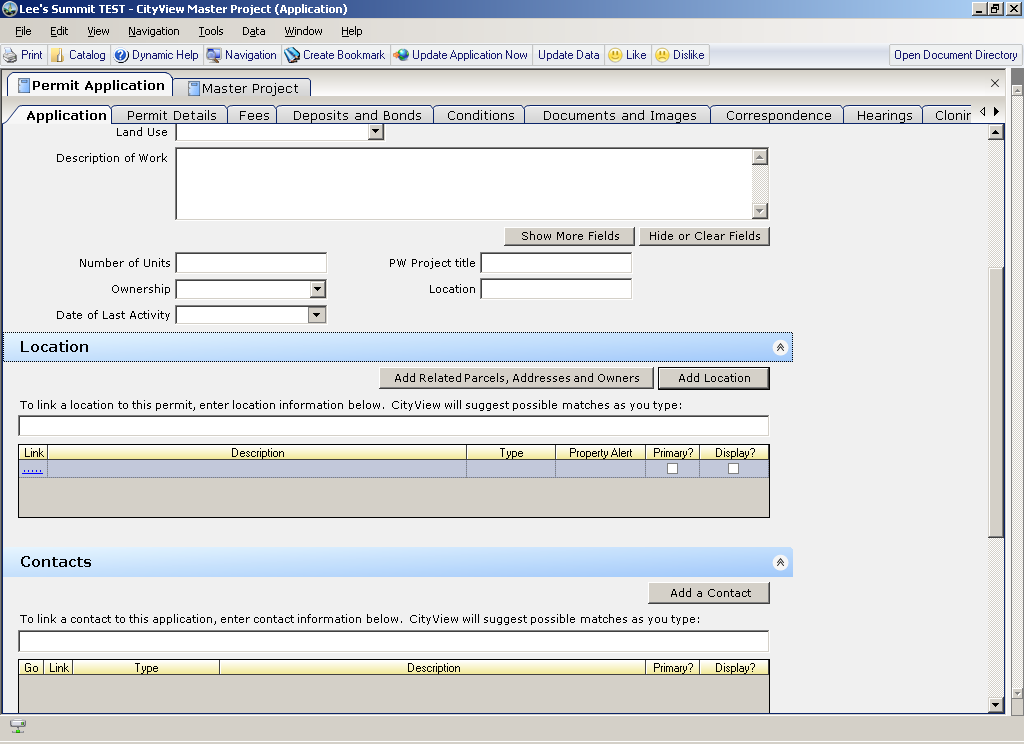 Lee's Summit TEST - CityView Master Project (Application)
File Edit View Navigation Tools Data Window Help
Print Catalog Dynamic Help Navigation Create Bookmark Update Application Now Update Data Like Dislike Open Document Directory
Permit Application Master Project
Application Permit Details Fees Deposits and Bonds Conditions Documents and Images Correspondence Hearings Clonin
Land Use
Description of Work
Show More Fields Hide or Clear Fields
Number of Units PW Project title
Ownership Location
Date of Last Activity
Location
Add Related Parcels, Addresses and Owners Add Location
To link a location to this permit, enter location information below. CityView will suggest possible matches as you type:
Link Description Type Property Alert Primary? Display?
.....
Contacts
Add a Contact
To link a contact to this application, enter contact information below. CityView will suggest possible matches as you type:
Go Link Type Description Primary? Display?